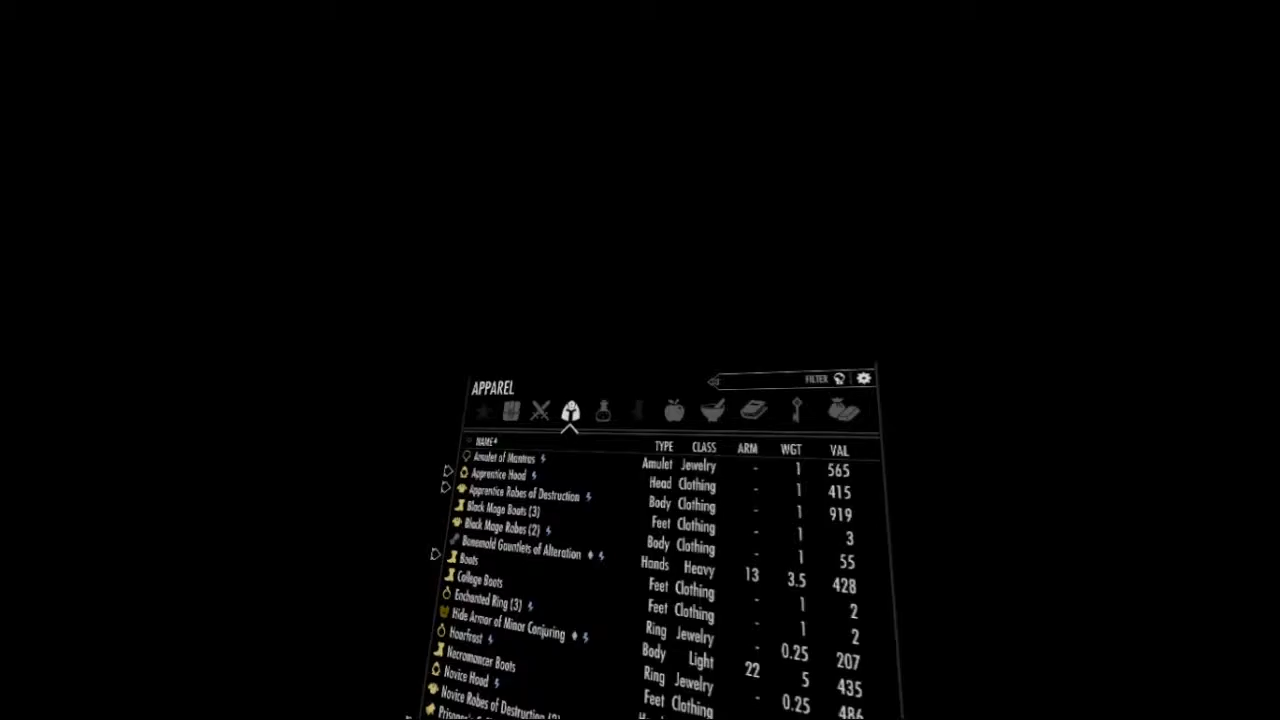 APPAREL FILTER
NAME TYPE CLASS ARM WGT VAL
Amulet of Mantras Amulet Jewelry - 1 565
Apprentice Hood Head Clothing - 1 415
Apprentice Robes of Destruction Body Clothing - 1 919
Black Mage Boots (3) Feet Clothing - 1 3
Black Mage Robes (2) Body Clothing - 1 55
Bonemold Gauntlets of Alteration Hands Heavy 13 3.5 428
Boots Feet Clothing - 1 2
College Boots Feet Clothing - 1 2
Enchanted Ring (3) Ring Jewelry - 0.25 207
Hide Armor of Minor Conjuring Body Light 22 5 435
Hoarfrost Ring Jewelry - 0.25 486
Necromancer Boots Feet Clothing
Novice Hood
Novice Robes of Destruction